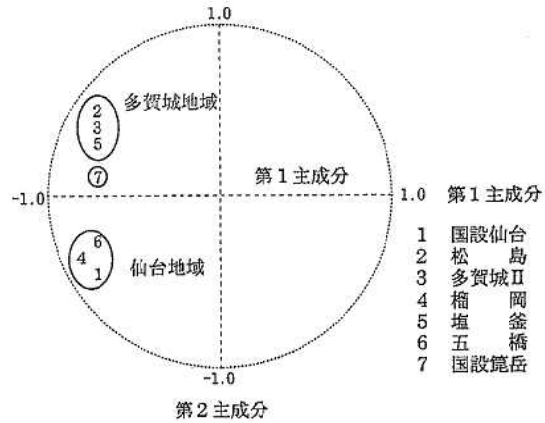 1.0
多賀城地域
2
3
5
7
第1主成分
-1.0
1.0 第1主成分
6
4
1
仙台地域
1 国設仙台
2 松 島
3 多賀城Ⅱ
4 榴 岡
5 塩 釜
6 五 橋
7 国設箟岳
-1.0
第2主成分